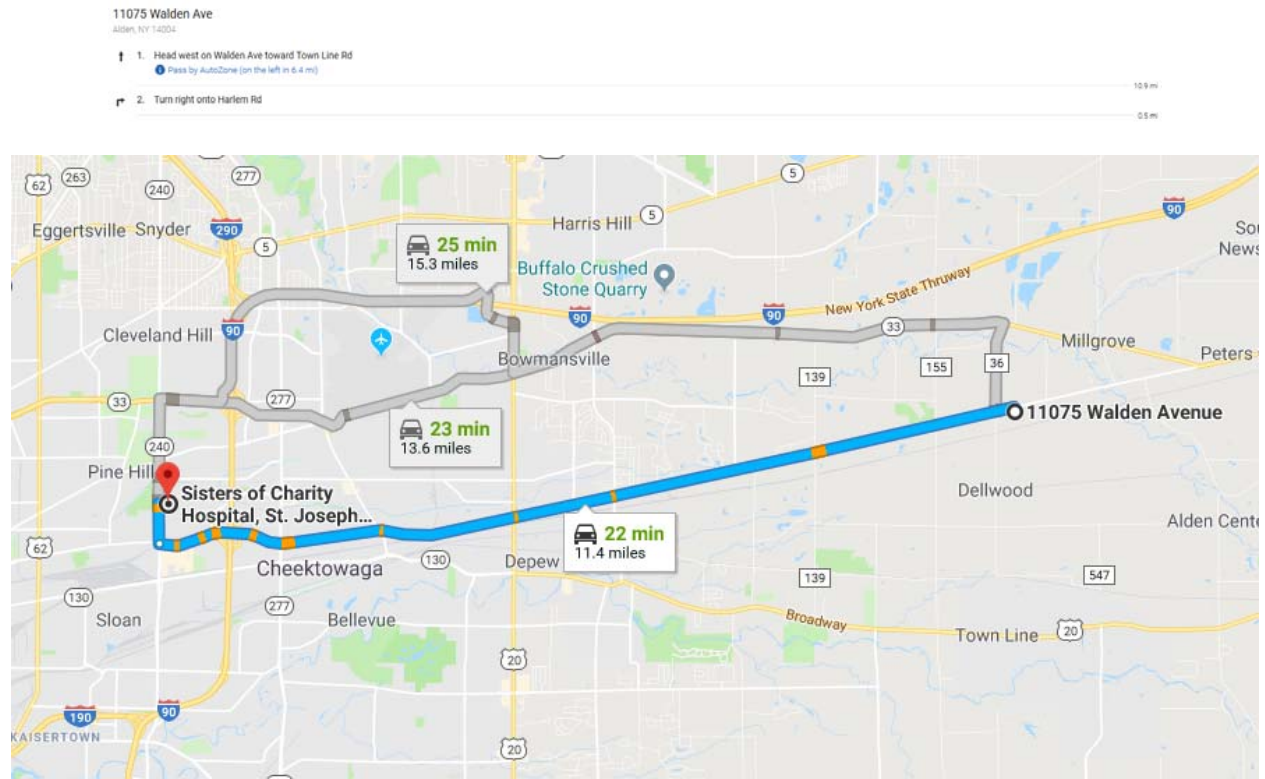 11075 Walden Ave
Alden, NY 14004
1. Head west on Walden Ave toward Town Line Rd
Pass by AutoZone (on the left in 6.4 mi)
10.9 mi
2. Turn right onto Harlem Rd
0.5 mi
62
263
240
277
5
90
Eggertsville
Snyder
290
5
Harris Hill
5
Sou
News
25 min
15.3 miles
Buffalo Crushed
Stone Quarry
New York State Thruway
90
90
Cleveland Hill
90
33
Millgrove
Bowmansville
Peters
155
36
139
33
277
11075 Walden Avenue
23 min
13.6 miles
240
Pine Hill
Sisters of Charity
Hospital, St. Joseph...
Dellwood
Alden Cente
22 min
11.4 miles
62
Cheektowaga
130
Depew
139
547
130
Sloan
277
Bellevue
Broadway
Town Line
20
20
190
90
KAISERTOWN
20